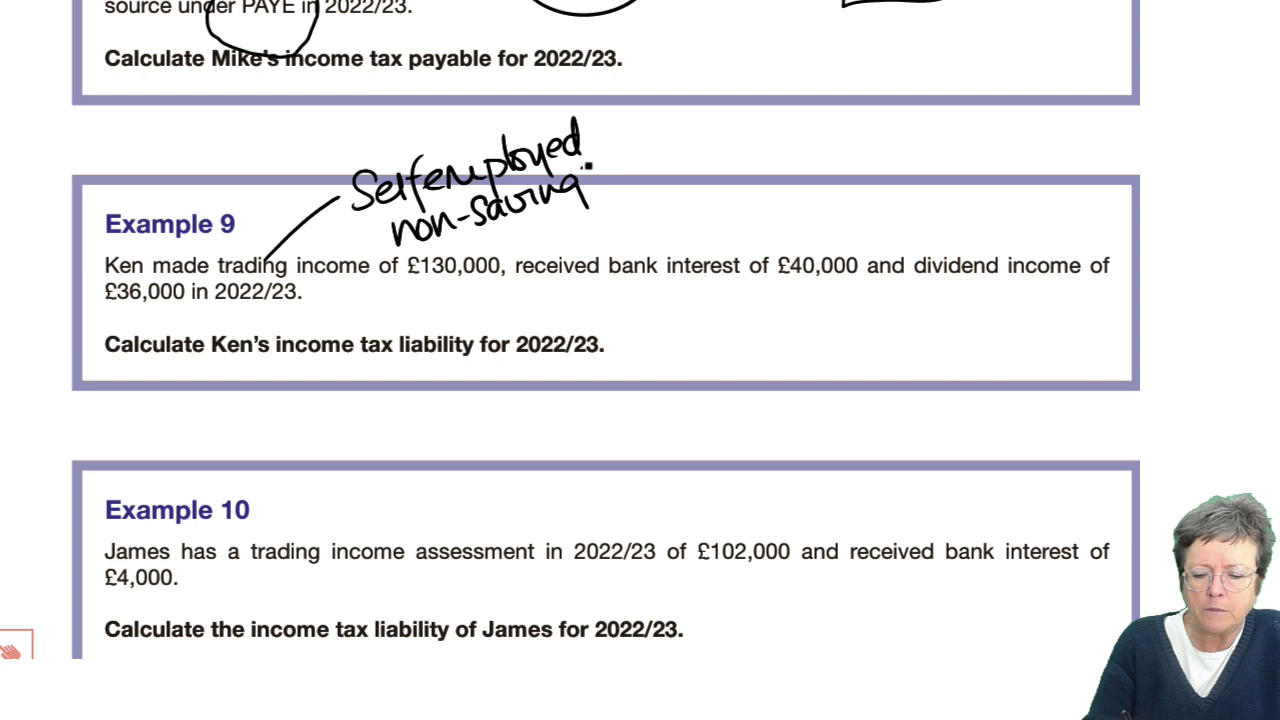 source under PAYE in 2022/23.
Calculate Mike's income tax payable for 2022/23.
Self employed
non-saving
Example 9
Ken made trading income of £130,000, received bank interest of £40,000 and dividend income of
£36,000 in 2022/23.
Calculate Ken's income tax liability for 2022/23.
Example 10
James has a trading income assessment in 2022/23 of £102,000 and received bank interest of
£4,000.
Calculate the income tax liability of James for 2022/23.